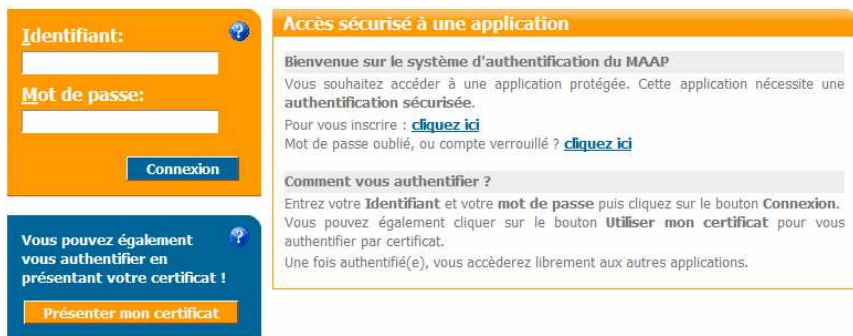 Identifiant:
Mot de passe:
Connexion
Vous pouvez également
vous authentifier en
présentant votre certificat !
Présenter mon certificat
Accès sécurisé à une application
Bienvenue sur le système d'authentification du MAAP
Vous souhaitez accéder à une application protégée. Cette application nécessite une
authentification sécurisée.
Pour vous inscrire : cliquez ici
Mot de passe oublié, ou compte verrouillé ? cliquez ici
Comment vous authentifier ?
Entrez votre Identifiant et votre mot de passe puis cliquez sur le bouton Connexion.
Vous pouvez également cliquer sur le bouton Utiliser mon certificat pour vous
authentifier par certificat.
Une fois authentifié(e), vous accèderez librement aux autres applications.